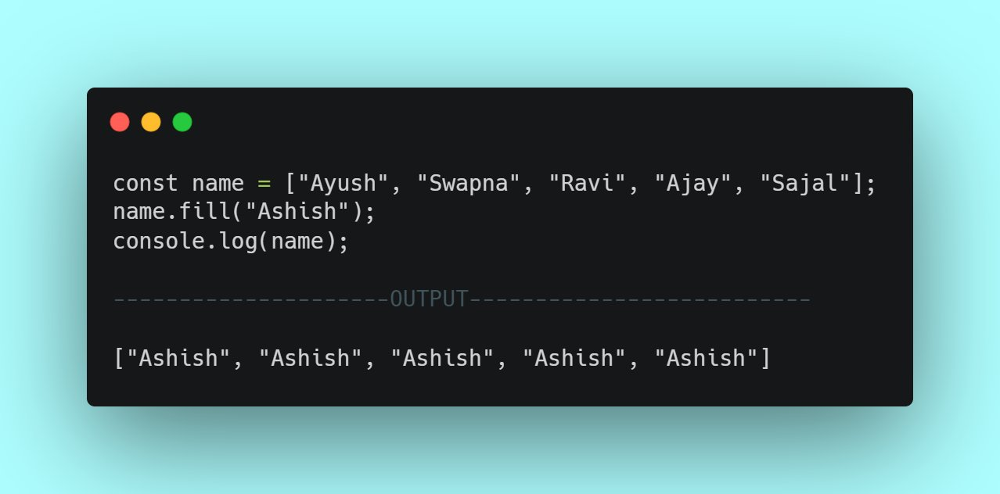 const name = ["Ayush", "Swapna", "Ravi", "Ajay", "Sajal"];
name.fill("Ashish");
console.log(name);
---------------------OUTPUT--------------------------
["Ashish", "Ashish", "Ashish", "Ashish", "Ashish"]